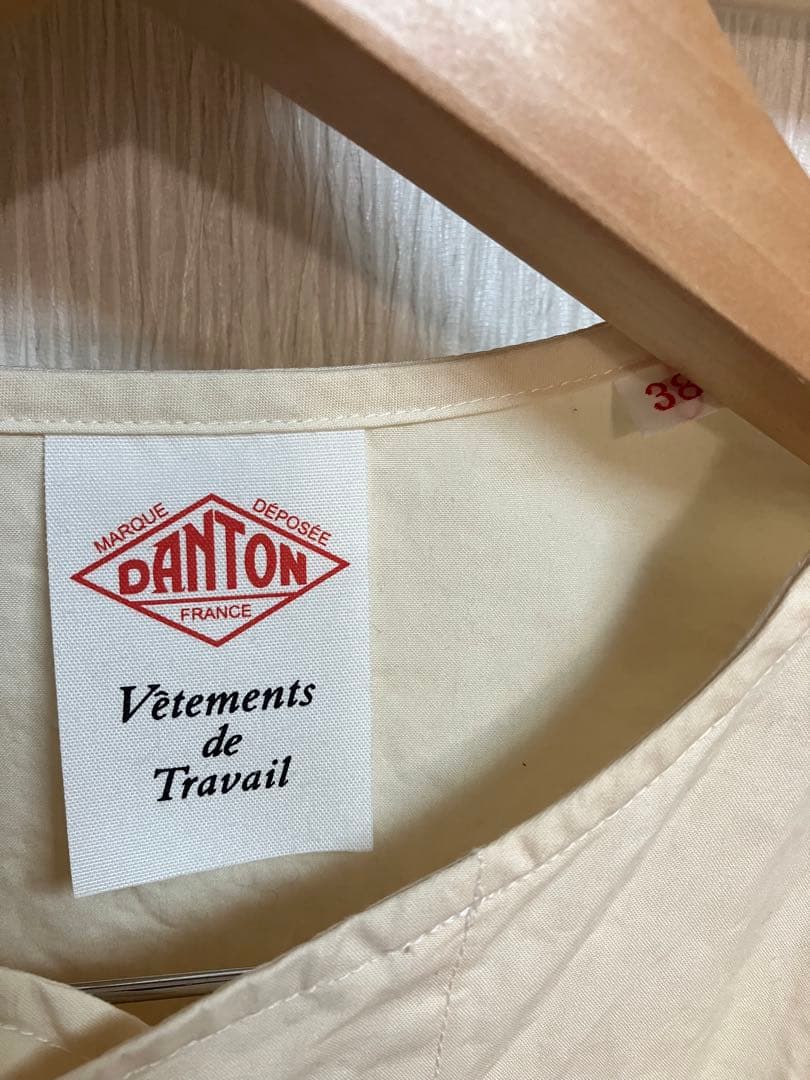 38
MARQUE DÉPOSÉE
DANTON
FRANCE
Vêtements
de
Travail